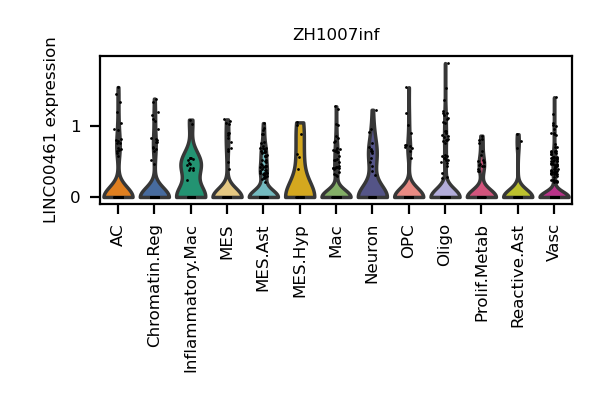 ZH1007inf
LINC00461 expression
1
0
AC
Chromatin.Reg
Inflammatory.Mac
MES
MES.Ast
MES.Hyp
Mac
Neuron
OPC
Oligo
Prolif.Metab
Reactive.Ast
Vasc